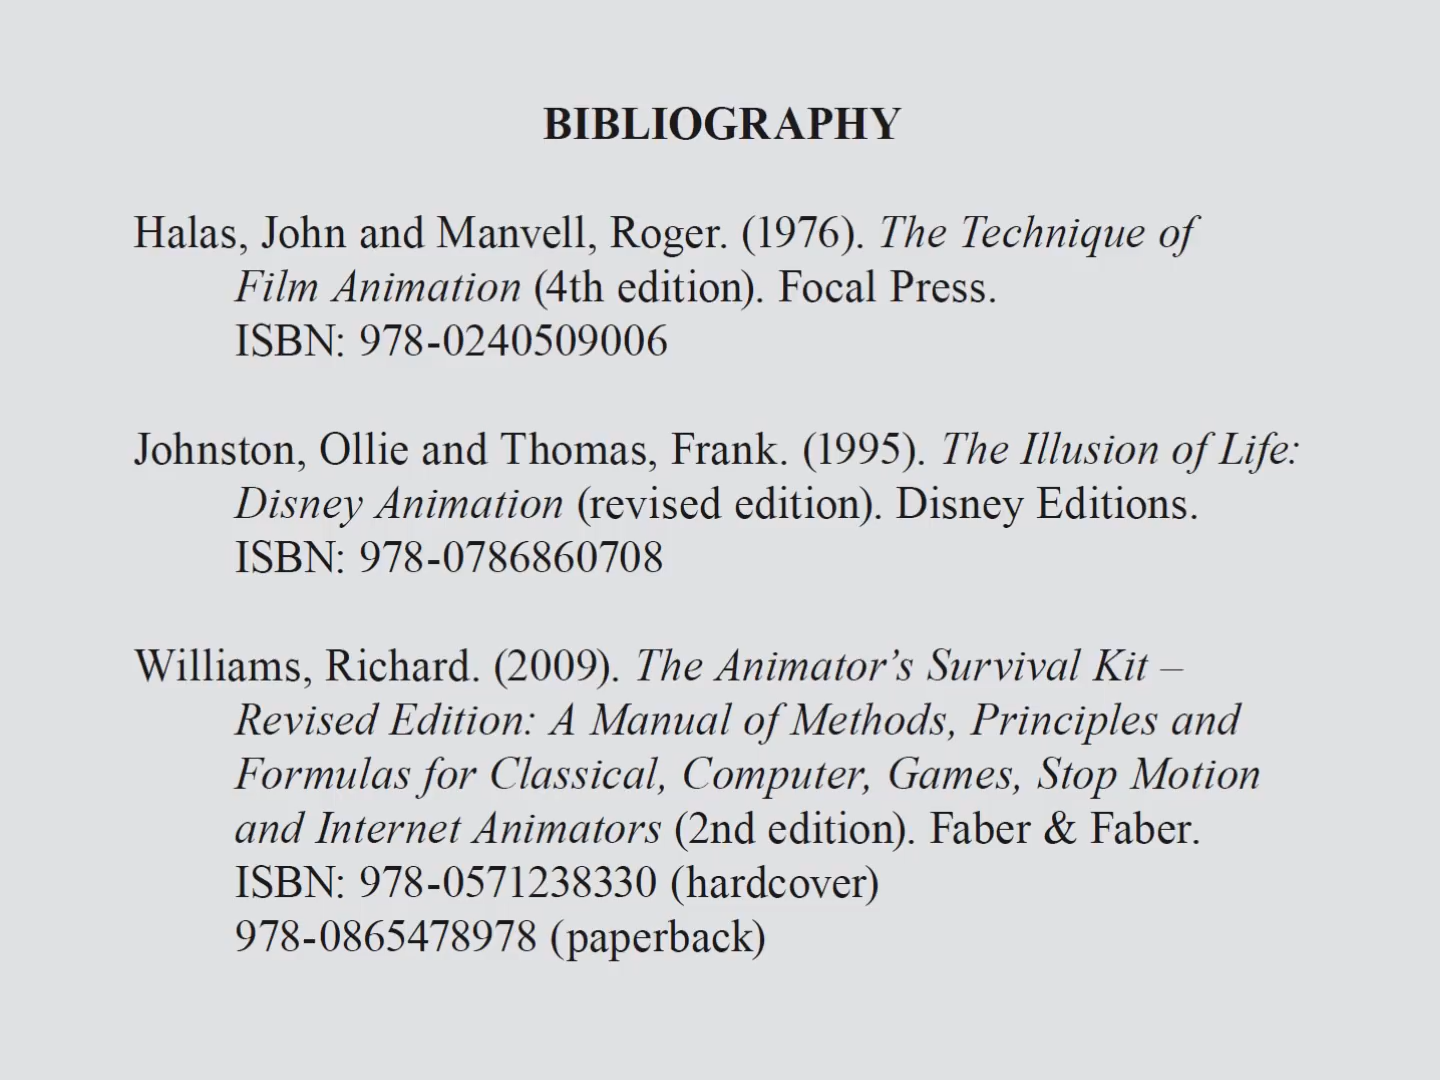 BIBLIOGRAPHY
Halas, John and Manvell, Roger. (1976). The Technique of
Film Animation (4th edition). Focal Press.
ISBN: 978-0240509006
Johnston, Ollie and Thomas, Frank. (1995). The Illusion of Life:
Disney Animation (revised edition). Disney Editions.
ISBN: 978-0786860708
Williams, Richard. (2009). The Animator’s Survival Kit –
Revised Edition: A Manual of Methods, Principles and
Formulas for Classical, Computer, Games, Stop Motion
and Internet Animators (2nd edition). Faber & Faber.
ISBN: 978-0571238330 (hardcover)
978-0865478978 (paperback)